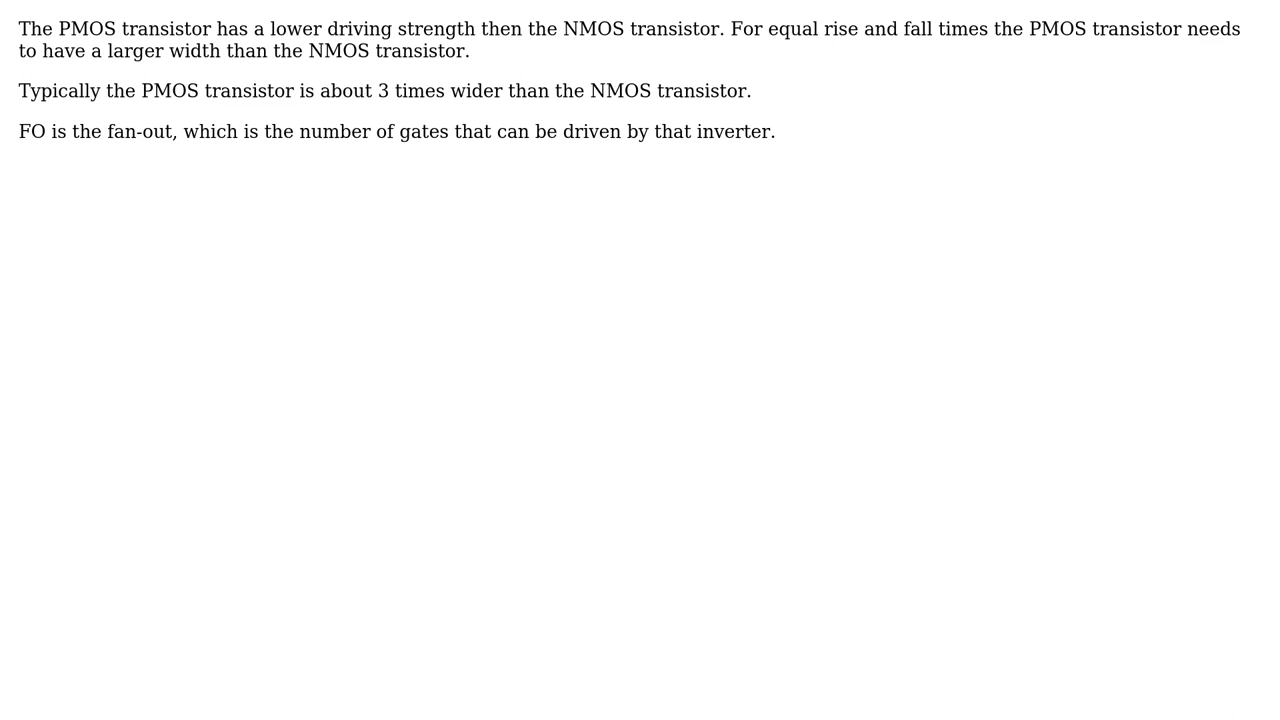 The PMOS transistor has a lower driving strength then the NMOS transistor. For equal rise and fall times the PMOS transistor needs
to have a larger width than the NMOS transistor.
Typically the PMOS transistor is about 3 times wider than the NMOS transistor.
FO is the fan-out, which is the number of gates that can be driven by that inverter.